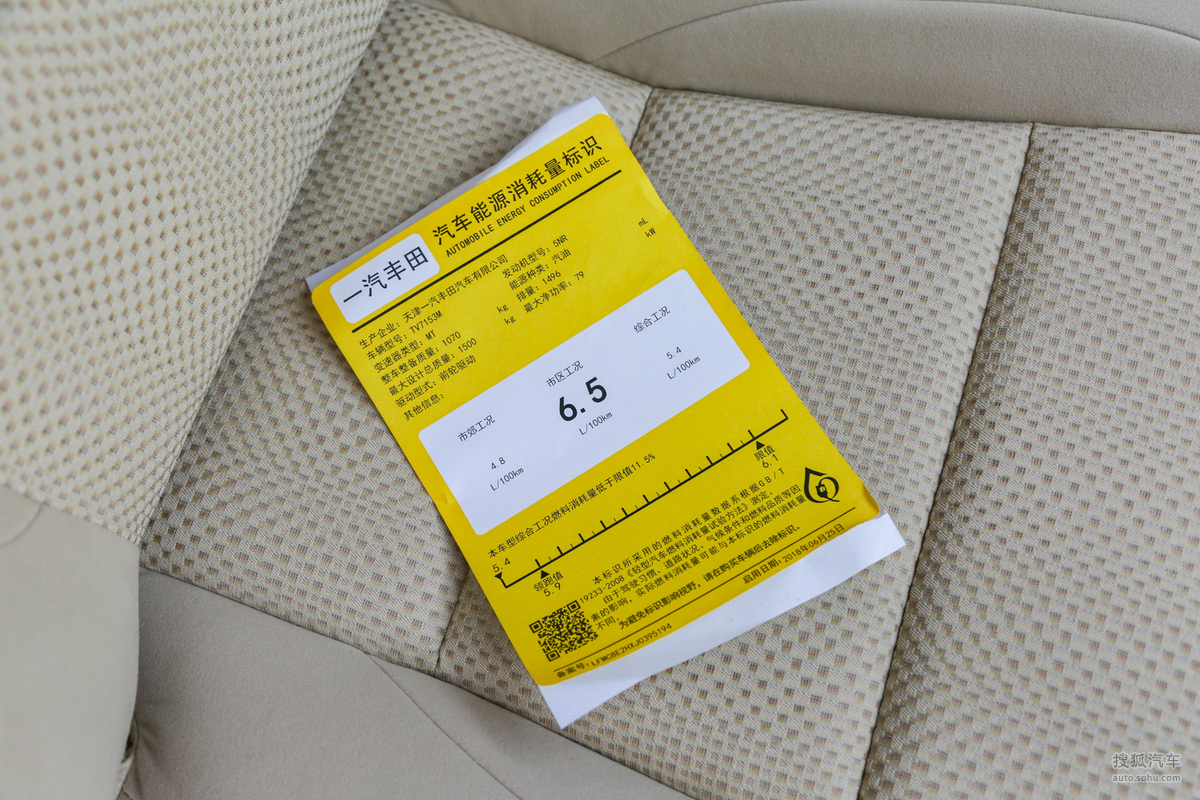 一汽丰田
汽车能源消耗量标识
AUTOMOBILE ENERGY CONSUMPTION LABEL
生产企业: 天津一汽丰田汽车有限公司
车辆型号: TV7153M
发动机型号: 5NR
变速器类型: MT
能源种类: 汽油
整车整备质量: 1070 kg
排量: 1496 mL
最大设计总质量: 1500 kg
最大净功率: 79 kW
驱动型式: 前轮驱动
其他信息:
市郊工况
市区工况
综合工况
4.8
6.5
5.4
L/100km
L/100km
L/100km
本车型综合工况燃料消耗量低于限值11.5%
5.4
领跑值
5.9
限值
6.1
本标识所采用的燃料消耗量数据系根据GB/T
19233-2008《轻型汽车燃料消耗量试验方法》测定。
由于驾驶习惯、道路状况、气候条件和燃料品质等因
素的影响,实际燃料消耗量可能与本标识的燃料消耗量
不同。
为避免标识影响视野,请在购买车辆后去除标识。
备案号: LFMC8E2HXJ0395194
启用日期: 2018年06月25日
搜狐汽车
auto.sohu.com